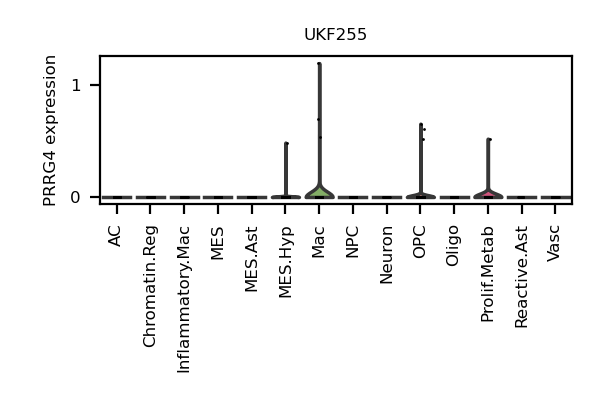 UKF255
PRRG4 expression
1
0
AC
Chromatin.Reg
Inflammatory.Mac
MES
MES.Ast
MES.Hyp
Mac
NPC
Neuron
OPC
Oligo
Prolif.Metab
Reactive.Ast
Vasc